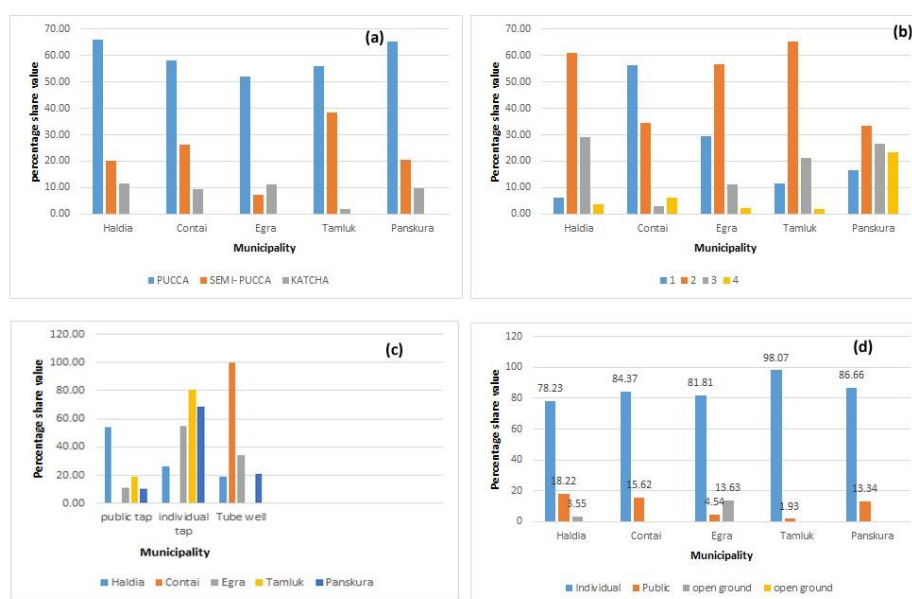 (a)
70.00
60.00
50.00
40.00
30.00
20.00
10.00
0.00
percentage share value
Haldia Contai Egra Tamluk Panskura
Municipality
PUCCA SEMI- PUCCA KATCHA
(b)
70.00
60.00
50.00
40.00
30.00
20.00
10.00
0.00
Percentage share value
Haldia Contai Egra Tamluk Panskura
Municipality
1 2 3 4
(c)
120.00
100.00
80.00
60.00
40.00
20.00
0.00
Percentage share value
public tap individual Tube well
tap
Municipality
Haldia Contai Egra Tamluk Panskura
(d)
120
100
80
60
40
20
0
Percentage share value
78.23 84.37 81.81 98.07 86.66
18.22 15.62 4.54 1.93 13.34
3.55 13.63
Haldia Contai Egra Tamluk Panskura
Municipality
Individual Public open ground open ground